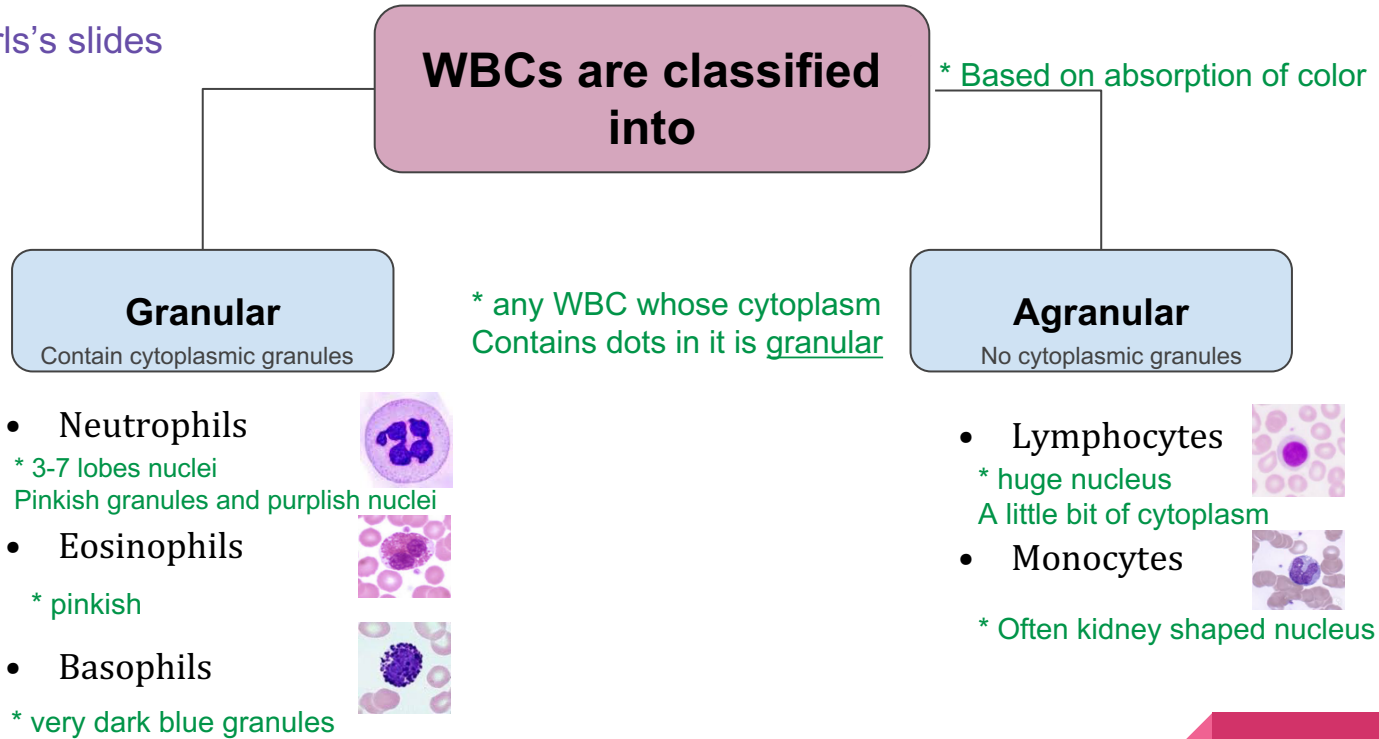 WBCs are classified
into
* Based on absorption of color
Granular
Contain cytoplasmic granules
* any WBC whose cytoplasm
Contains dots in it is granular
Agranular
No cytoplasmic granules
• Neutrophils
* 3-7 lobes nuclei
Pinkish granules and purplish nuclei
• Eosinophils
* pinkish
• Basophils
* very dark blue granules
• Lymphocytes
* huge nucleus
A little bit of cytoplasm
• Monocytes
* Often kidney shaped nucleus
slides